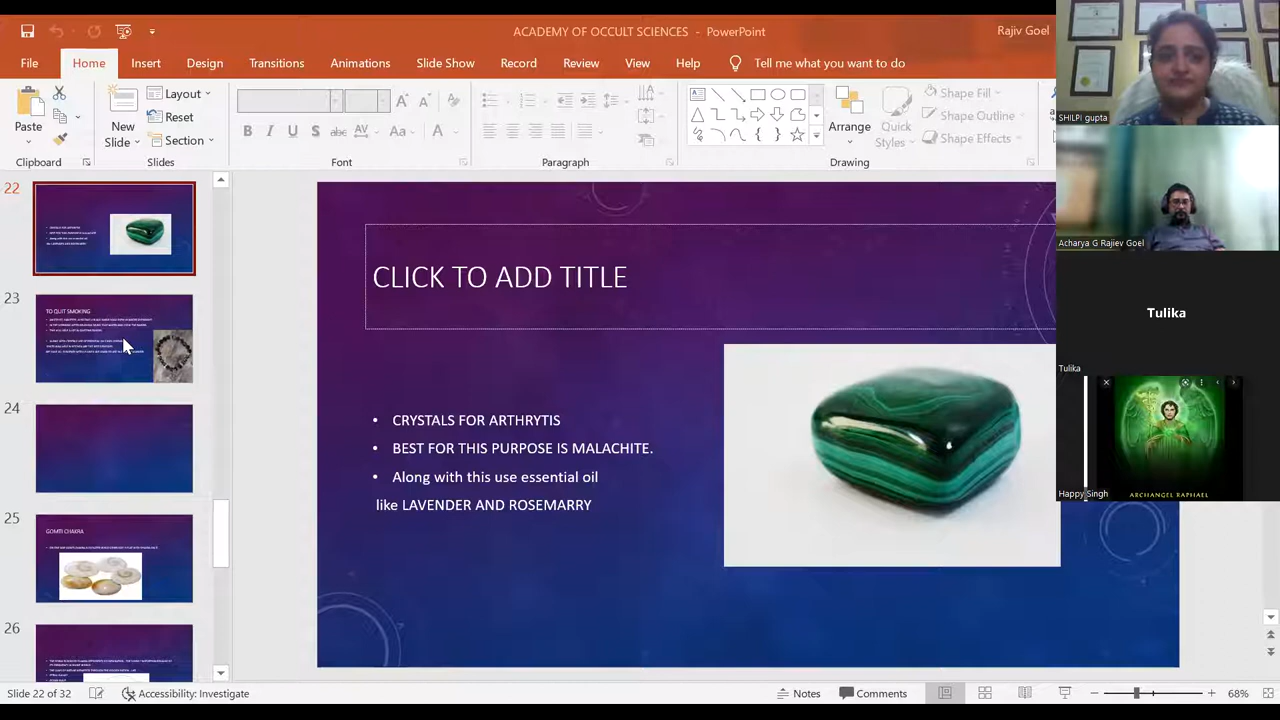 ACADEMY OF OCCULT SCIENCES - PowerPoint
Rajiv Goel
File
Home
Insert
Design
Transitions
Animations
Slide Show
Record
Review
View
Help
Tell me what you want to do
Paste
New
Slide
Layout
Reset
Section
B
U
S
abc
AV
Aa
A
Arrange
Quick
Styles
Shape Fill
Shape Outline
Shape Effects
Clipboard
Slides
Font
Paragraph
Drawing
22
23
TO QUIT SMOKING
24
25
GOMTI CHAKRA
26
CLICK TO ADD TITLE
• CRYSTALS FOR ARTHRYTIS
• BEST FOR THIS PURPOSE IS MALACHITE.
• Along with this use essential oil
like LAVENDER AND ROSEMARRY
SHILPI gupta
Acharya G Rajiev Goel
Tulika
Tulika
ARCHANGEL RAPHAEL
Happy Singh
Slide 22 of 32
Accessibility: Investigate
Notes
Comments
68%